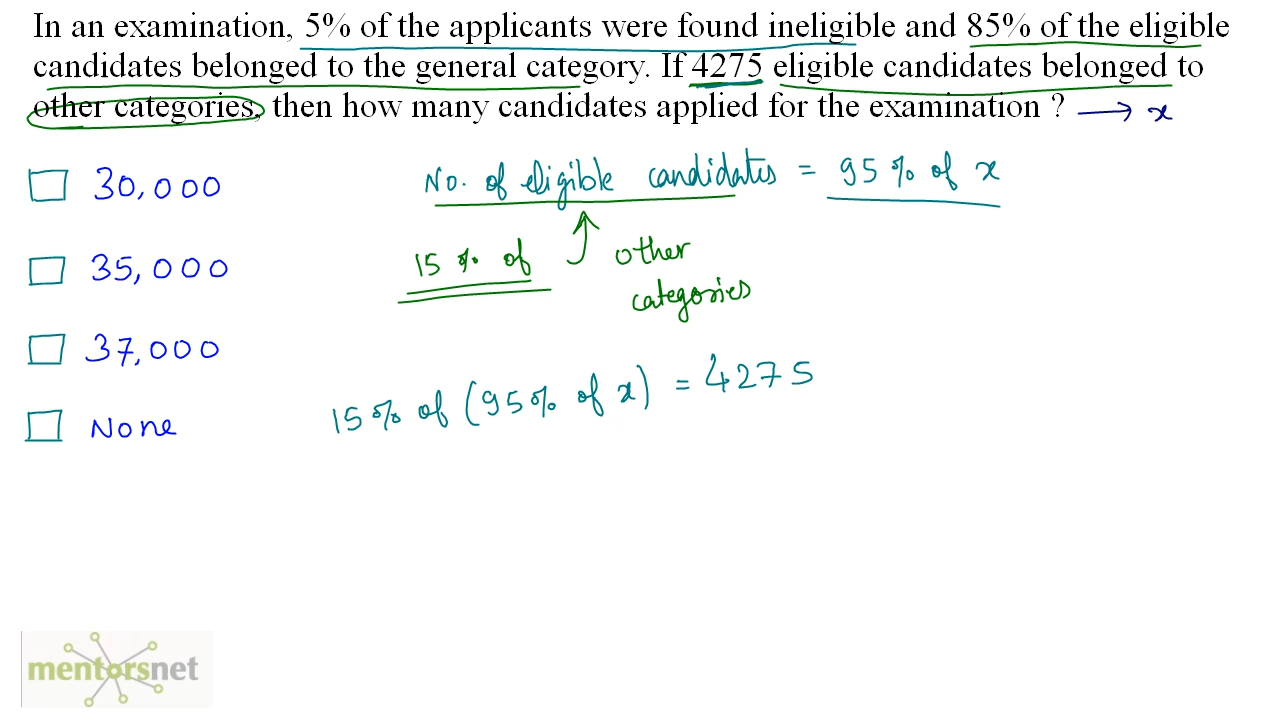 In an examination, 5% of the applicants were found ineligible and 85% of the eligible
candidates belonged to the general category. If 4275 eligible candidates belonged to
other categories, then how many candidates applied for the examination ? → x
30,000
No. of eligible candidates = 95% of x
15 % of
other
categories
35,000
37,000
15% of (95% of x) = 4275
None
mentorsnet